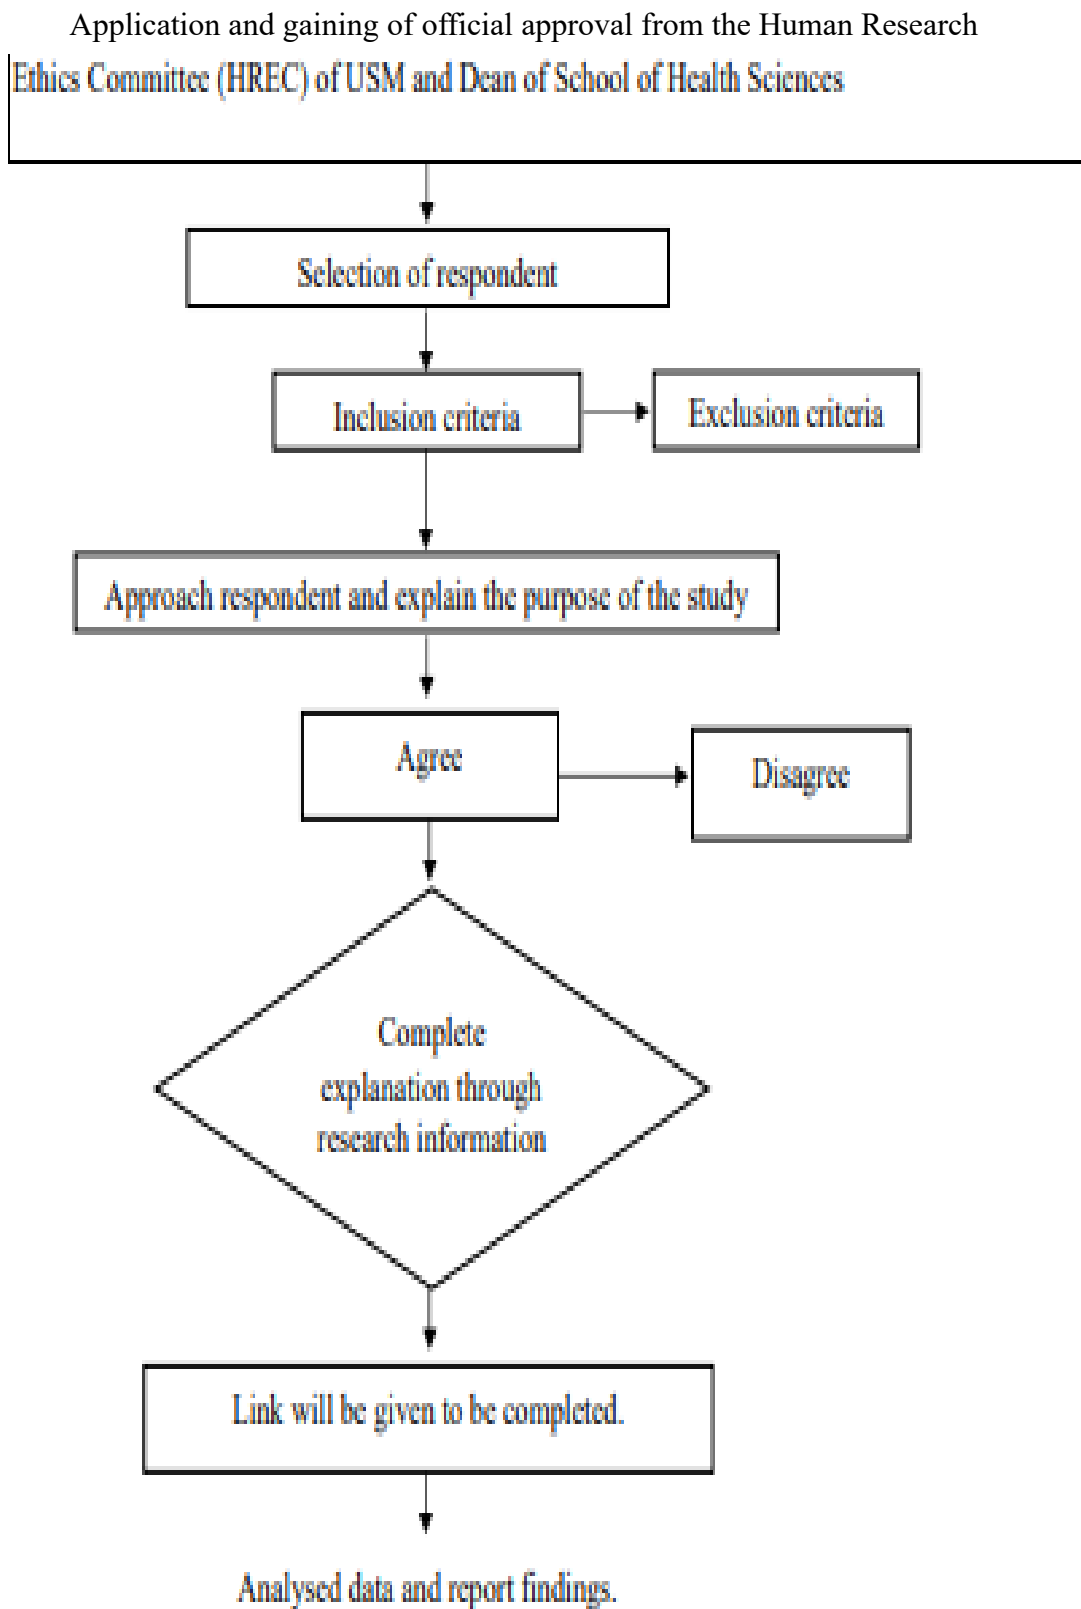 Application and gaining of official approval from the Human Research
Ethics Committee (HREC) of USM and Dean of School of Health Sciences
Selection of respondent
Inclusion criteria
Exclusion criteria
Approach respondent and explain the purpose of the study
Agree
Disagree
Complete
explanation through
research information
Link will be given to be completed.
Analysed data and report findings.